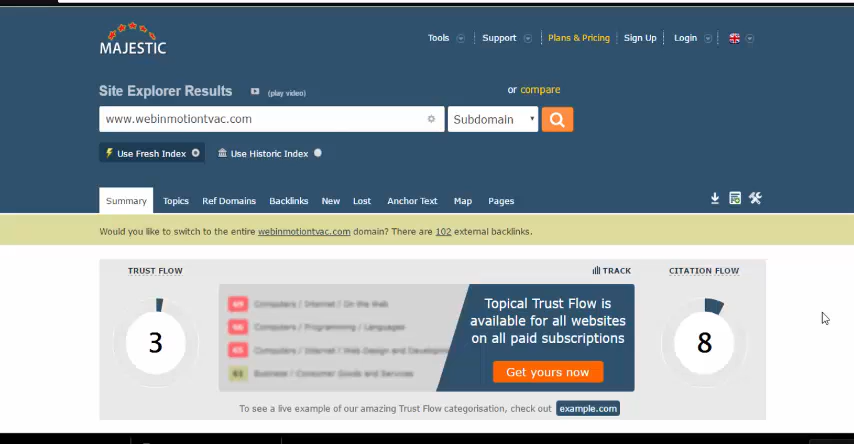 MAJESTIC
Tools Support Plans & Pricing Sign Up Login
Site Explorer Results (play video) or compare
www.webinmotiontvac.com Subdomain
Use Fresh Index Use Historic Index
Summary Topics Ref Domains Backlinks New Lost Anchor Text Map Pages
Would you like to switch to the entire webinmotiontvac.com domain? There are 102 external backlinks.
TRUST FLOW TRACK CITATION FLOW
3
Computers / Internet / On the Web
Computers / Programming / Languages
Computers / Internet / Web Design and
61 Business / Consumer Goods and Services
Topical Trust Flow is
available for all websites
on all paid subscriptions
Get yours now
8
To see a live example of our amazing Trust Flow categorisation, check out example.com